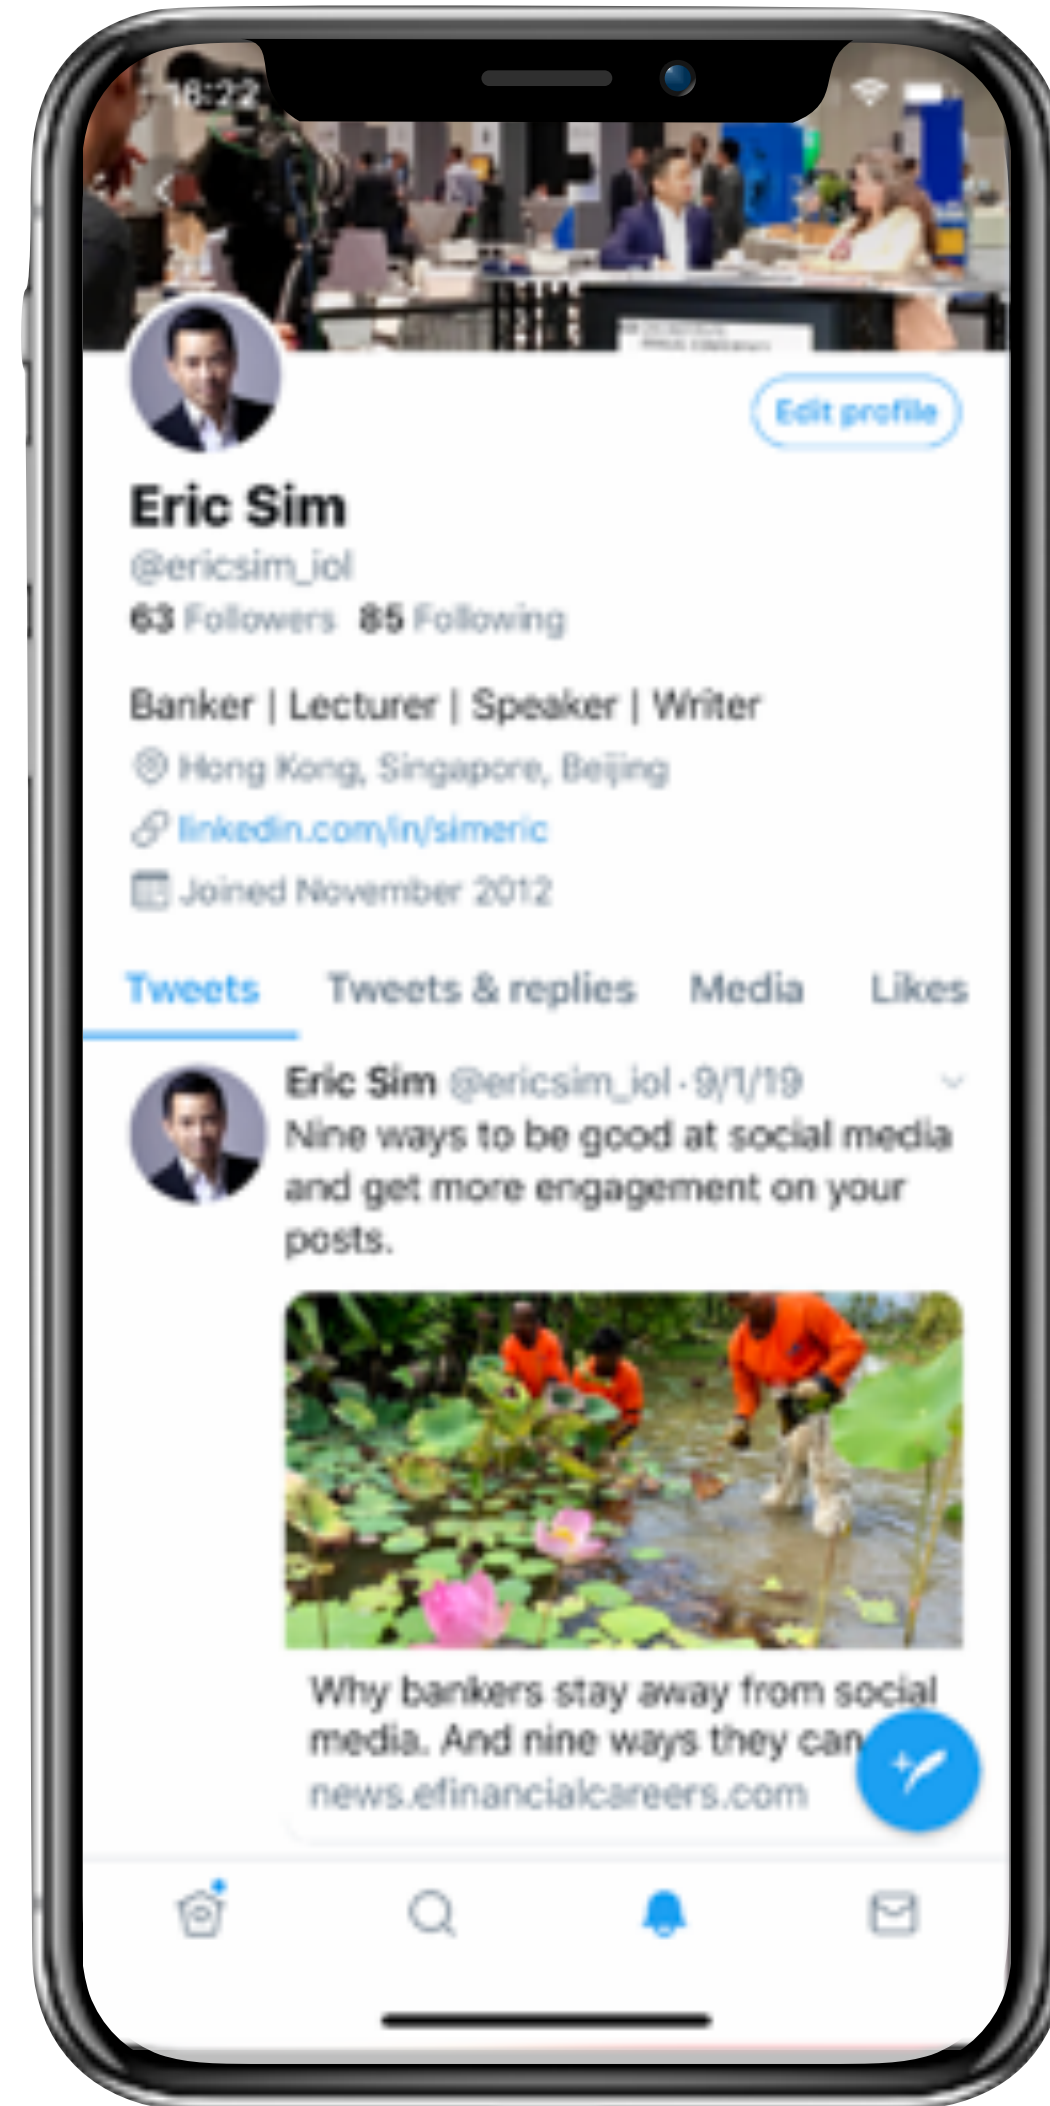 18:22
Edit profile
Eric Sim
@ericsim_iol
63 Followers 85 Following
Banker | Lecturer | Speaker | Writer
Hong Kong, Singapore, Beijing
linkedin.com/in/simeric
Joined November 2012
Tweets Tweets & replies Media Likes
Eric Sim @ericsim_iol · 9/1/19
Nine ways to be good at social media
and get more engagement on your
posts.
Why bankers stay away from social
media. And nine ways they can
news.efinancialcareers.com